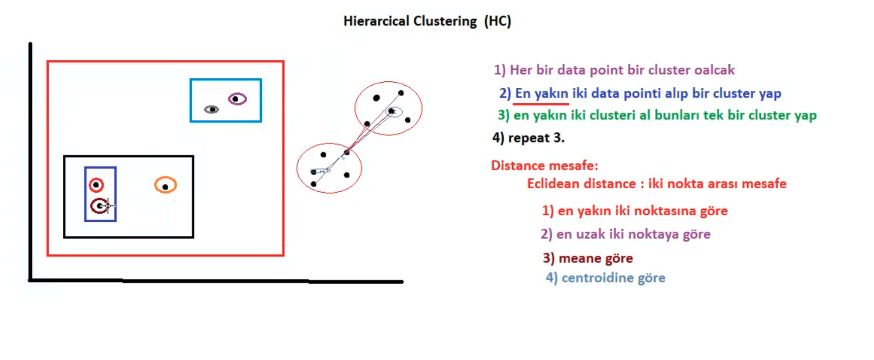 Hierarcical Clustering (HC)
1) Her bir data point bir cluster oalcak
2) En yakın iki data pointi alıp bir cluster yap
3) en yakın iki clusteri al bunları tek bir cluster yap
4) repeat 3.
Distance mesafe:
Eclidean distance : iki nokta arası mesafe
1) en yakın iki noktasına göre
2) en uzak iki noktaya göre
3) meane göre
4) centroidine göre